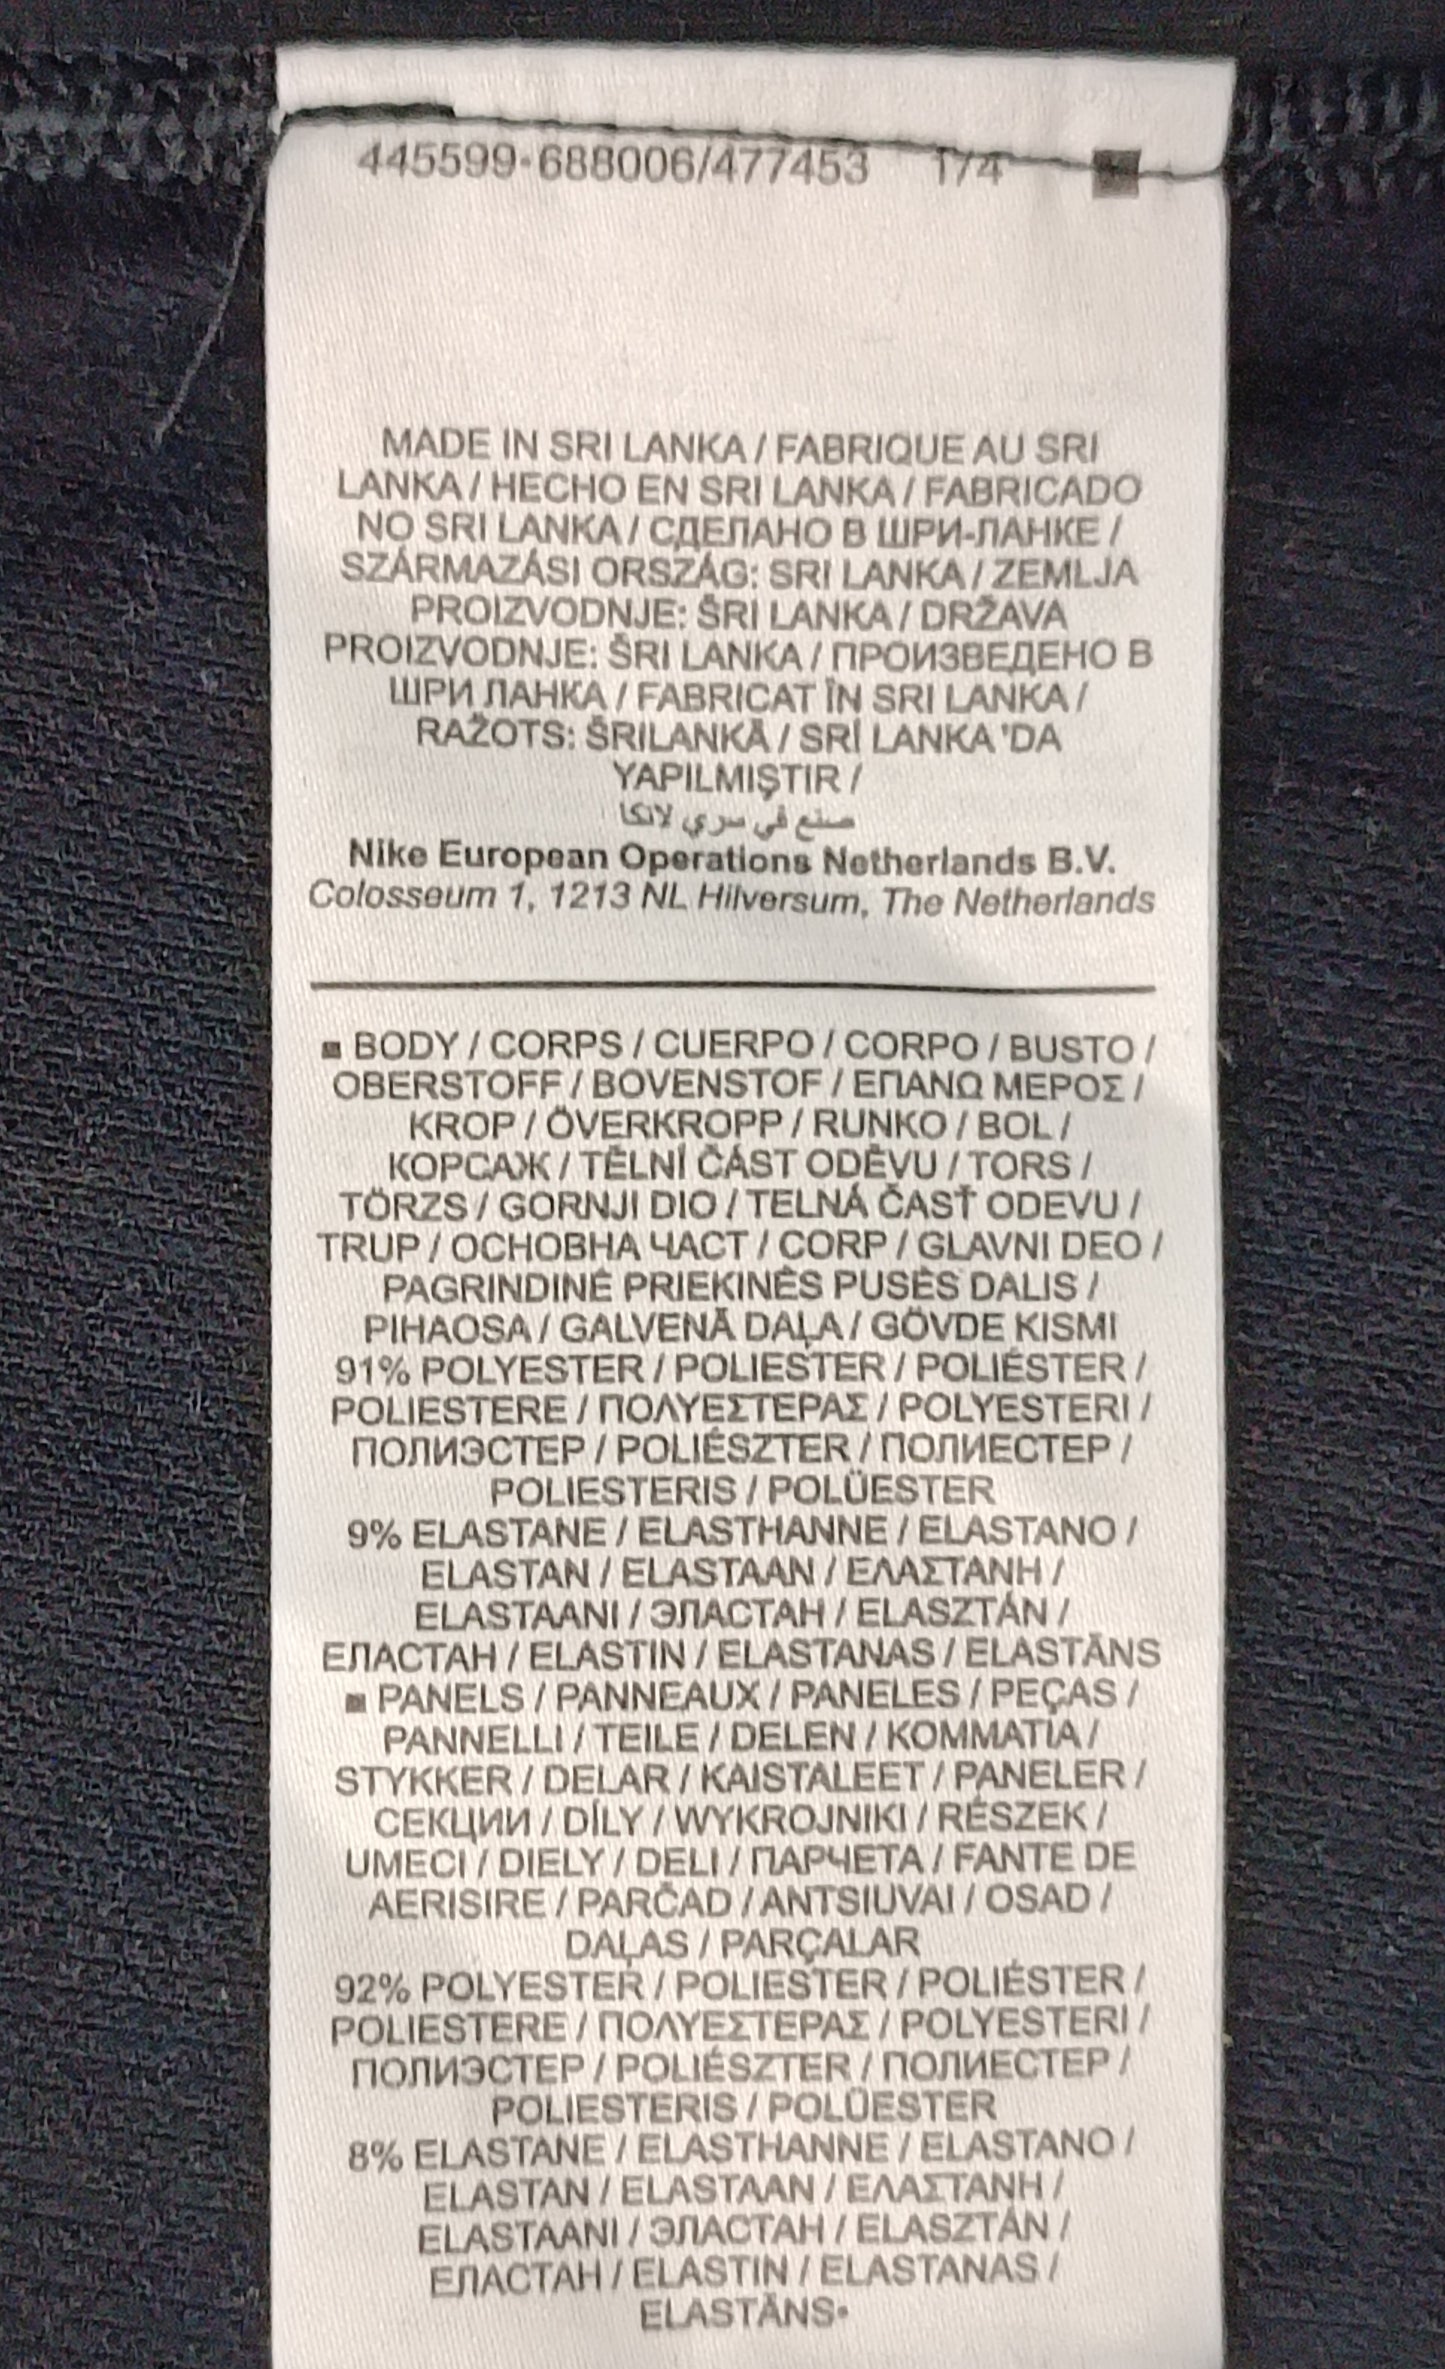 445599-688006/477453 1/4
MADE IN SRI LANKA / FABRIQUE AU SRI
LANKA / HECHO EN SRI LANKA / FABRICADO
NO SRI LANKA / СДЕЛАНО В ШРИ-ЛАНКЕ /
SZÁRMAZÁSI ORSZÁG: SRI LANKA / ZEMLJA
PROIZVODNJE: ŠRI LANKA / DRŽAVA
PROIZVODNJE: ŠRI LANKA / ПРОИЗВЕДЕНО В
ШРИ ЛАНКА / FABRICAT ÎN SRI LANKA /
RAŽOTS: ŠRILANKĀ / SRİ LANKA 'DA
YAPILMIŞTIR /
صنع في سري لانكا
Nike European Operations Netherlands B.V.
Colosseum 1, 1213 NL Hilversum, The Netherlands
■ BODY / CORPS / CUERPO / CORPO / BUSTO /
OBERSTOFF / BOVENSTOF / ΕΠΑΝΩ ΜΕΡΟΣ /
KROP / ÖVERKROPP / RUNKO / BOL /
КОРСАЖ / TĚLNÍ ČÁST ODĚVU / TORS /
TÖRZS / GORNJI DIO / TELNÁ ČASŤ ODEVU /
TRUP / ОСНОВНА ЧАСТ / CORP / GLAVNI DEO /
PAGRINDINĖ PRIEKINĖS PUSĖS DALIS /
PIHAOSA / GALVENĀ DAĻA / GÖVDE KISMI
91% POLYESTER / POLIESTER / POLIÉSTER /
POLIESTERE / ΠΟΛΥΕΣΤΕΡΑΣ / POLYESTERI /
ПОЛИЭСТЕР / POLIÉSZTER / ПОЛИЕСТЕР /
POLIESTERIS / POLÜESTER
9% ELASTANE / ELASTHANNE / ELASTANO /
ELASTAN / ELASTAAN / ΕΛΑΣΤΑΝΗ /
ELASTAANI / ЭЛАСТАН / ELASZTÁN /
ЕЛАСТАН / ELASTIN / ELASTANAS / ELASTĀNS
■ PANELS / PANNEAUX / PANELES / PEÇAS /
PANNELLI / TEILE / DELEN / ΚΟΜΜΑΤΙΑ /
STYKKER / DELAR / KAISTALEET / PANELER /
СЕКЦИИ / DÍLY / WYKROJNIKI / RÉSZEK /
UMECI / DIELY / DELI / ПАРЧЕТА / FANTE DE
AERISIRE / PARČAD / ANTSIUVAI / OSAD /
DAĻAS / PARÇALAR
92% POLYESTER / POLIESTER / POLIÉSTER /
POLIESTERE / ΠΟΛΥΕΣΤΕΡΑΣ / POLYESTERI /
ПОЛИЭСТЕР / POLIÉSZTER / ПОЛИЕСТЕР /
POLIESTERIS / POLÜESTER
8% ELASTANE / ELASTHANNE / ELASTANO /
ELASTAN / ELASTAAN / ΕΛΑΣΤΑΝΗ /
ELASTAANI / ЭЛАСТАН / ELASZTÁN /
ЕЛАСТАН / ELASTIN / ELASTANAS /
ELASTĀNS•